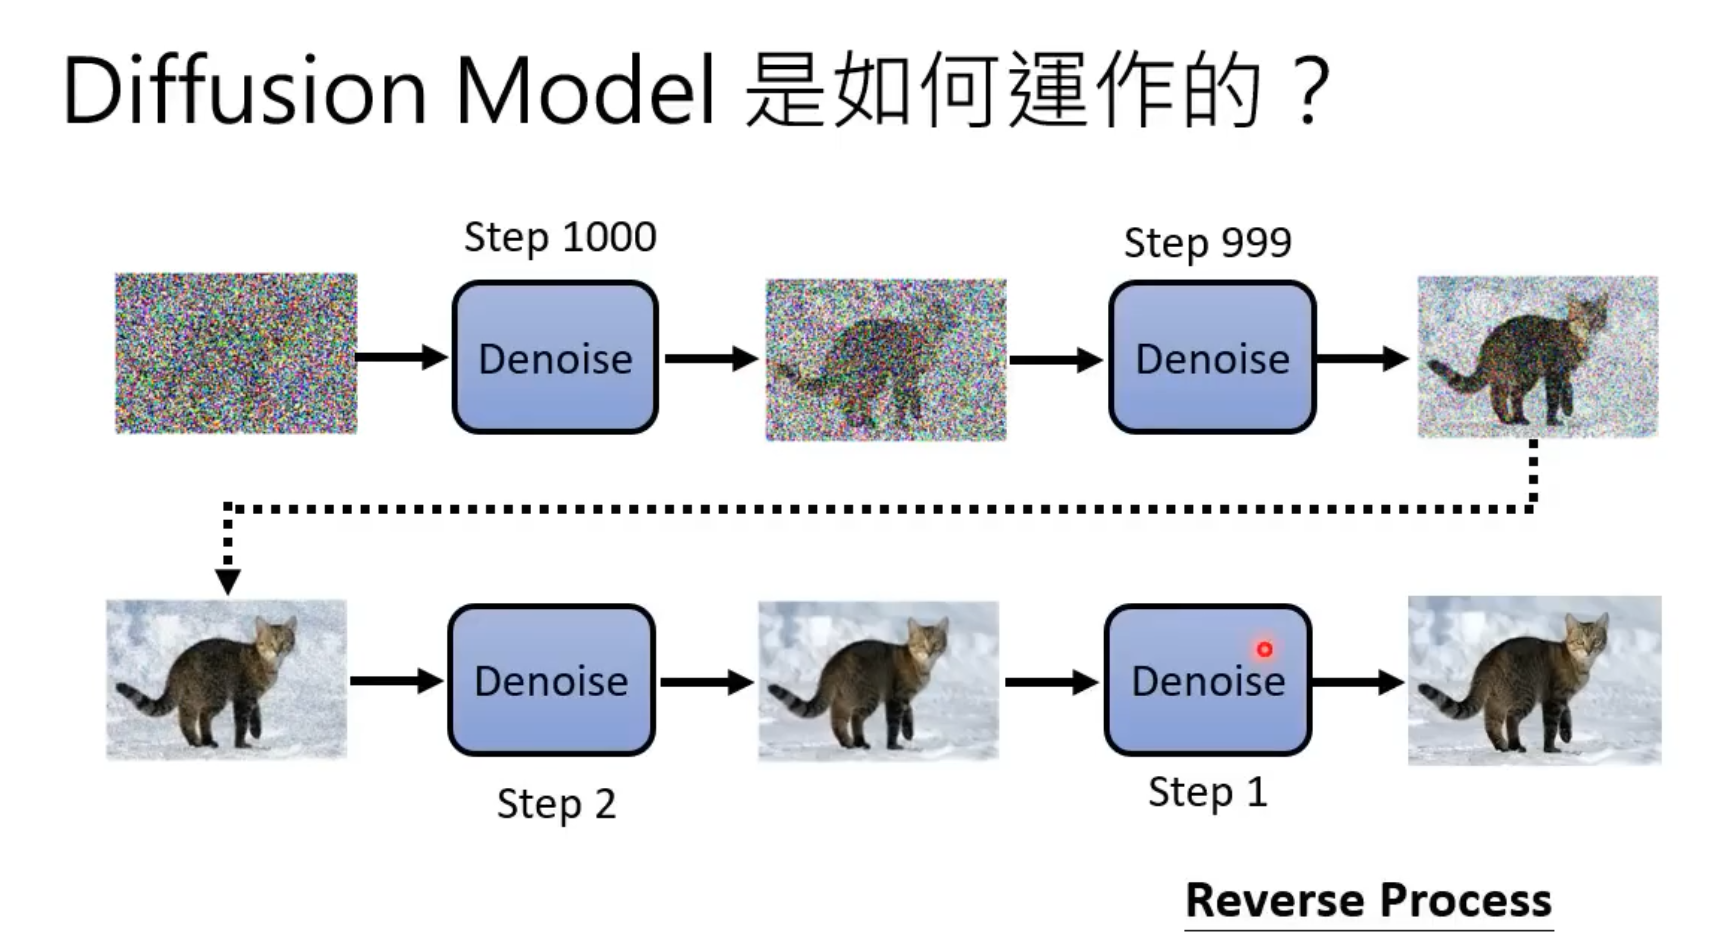 Diffusion Model 是如何運作的？
Step 1000
Step 999
Denoise
Denoise
Denoise
Denoise
Step 2
Step 1
Reverse Process